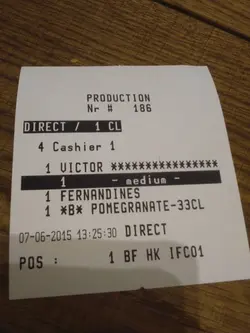 PRODUCTION
Nr # 186
DIRECT / 1 CL
4 Cashier 1
1 VICTOR ****************
1 - medium -
1 FERNANDINES
1 *B* POMEGRANATE-33CL
07-06-2015 13:25:30 DIRECT
POS : 1 BF HK IFC01